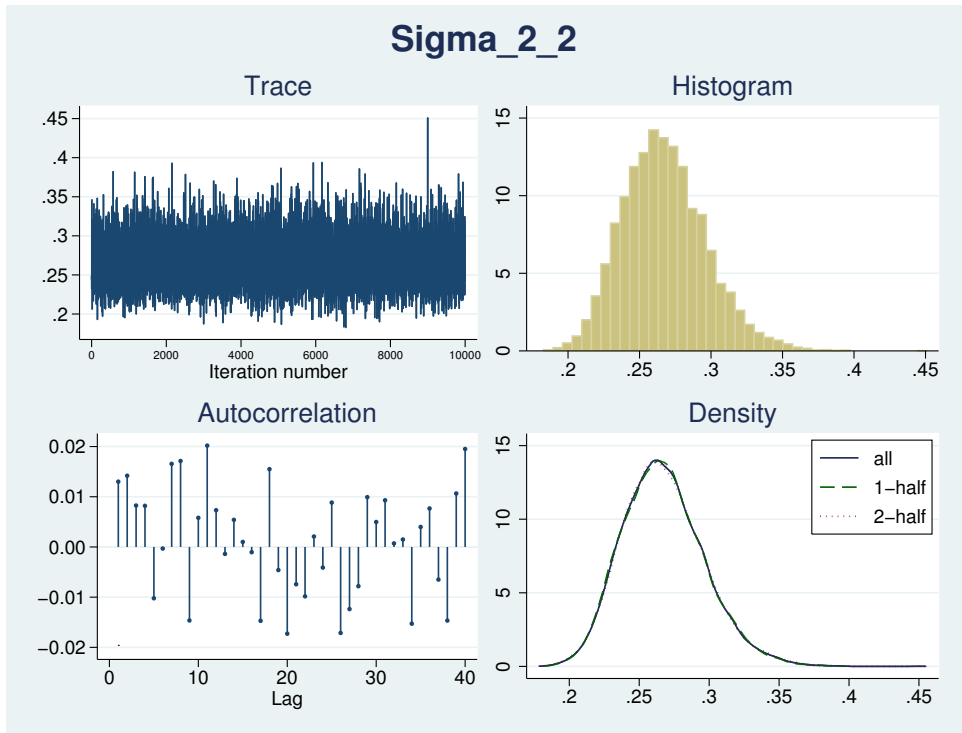 Sigma_2_2
Trace
.45
.4
.35
.3
.25
.2
0 2000 4000 6000 8000 10000
Iteration number
Histogram
15
10
5
0
.2 .25 .3 .35 .4 .45
Autocorrelation
0.02
0.01
0.00
−0.01
−0.02
0 10 20 30 40
Lag
Density
15
10
5
0
.2 .25 .3 .35 .4 .45
all
1−half
2−half